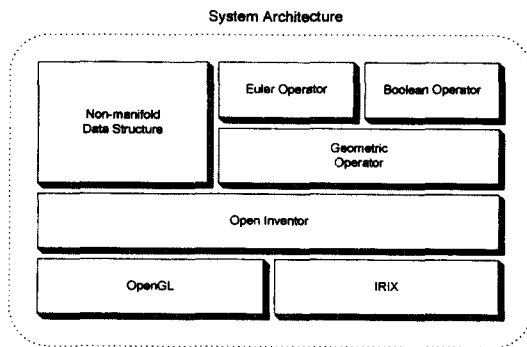 System Architecture
Non-manifold
Data Structure
Euler Operator
Boolean Operator
Geometric
Operator
Open Inventor
OpenGL
IRIX